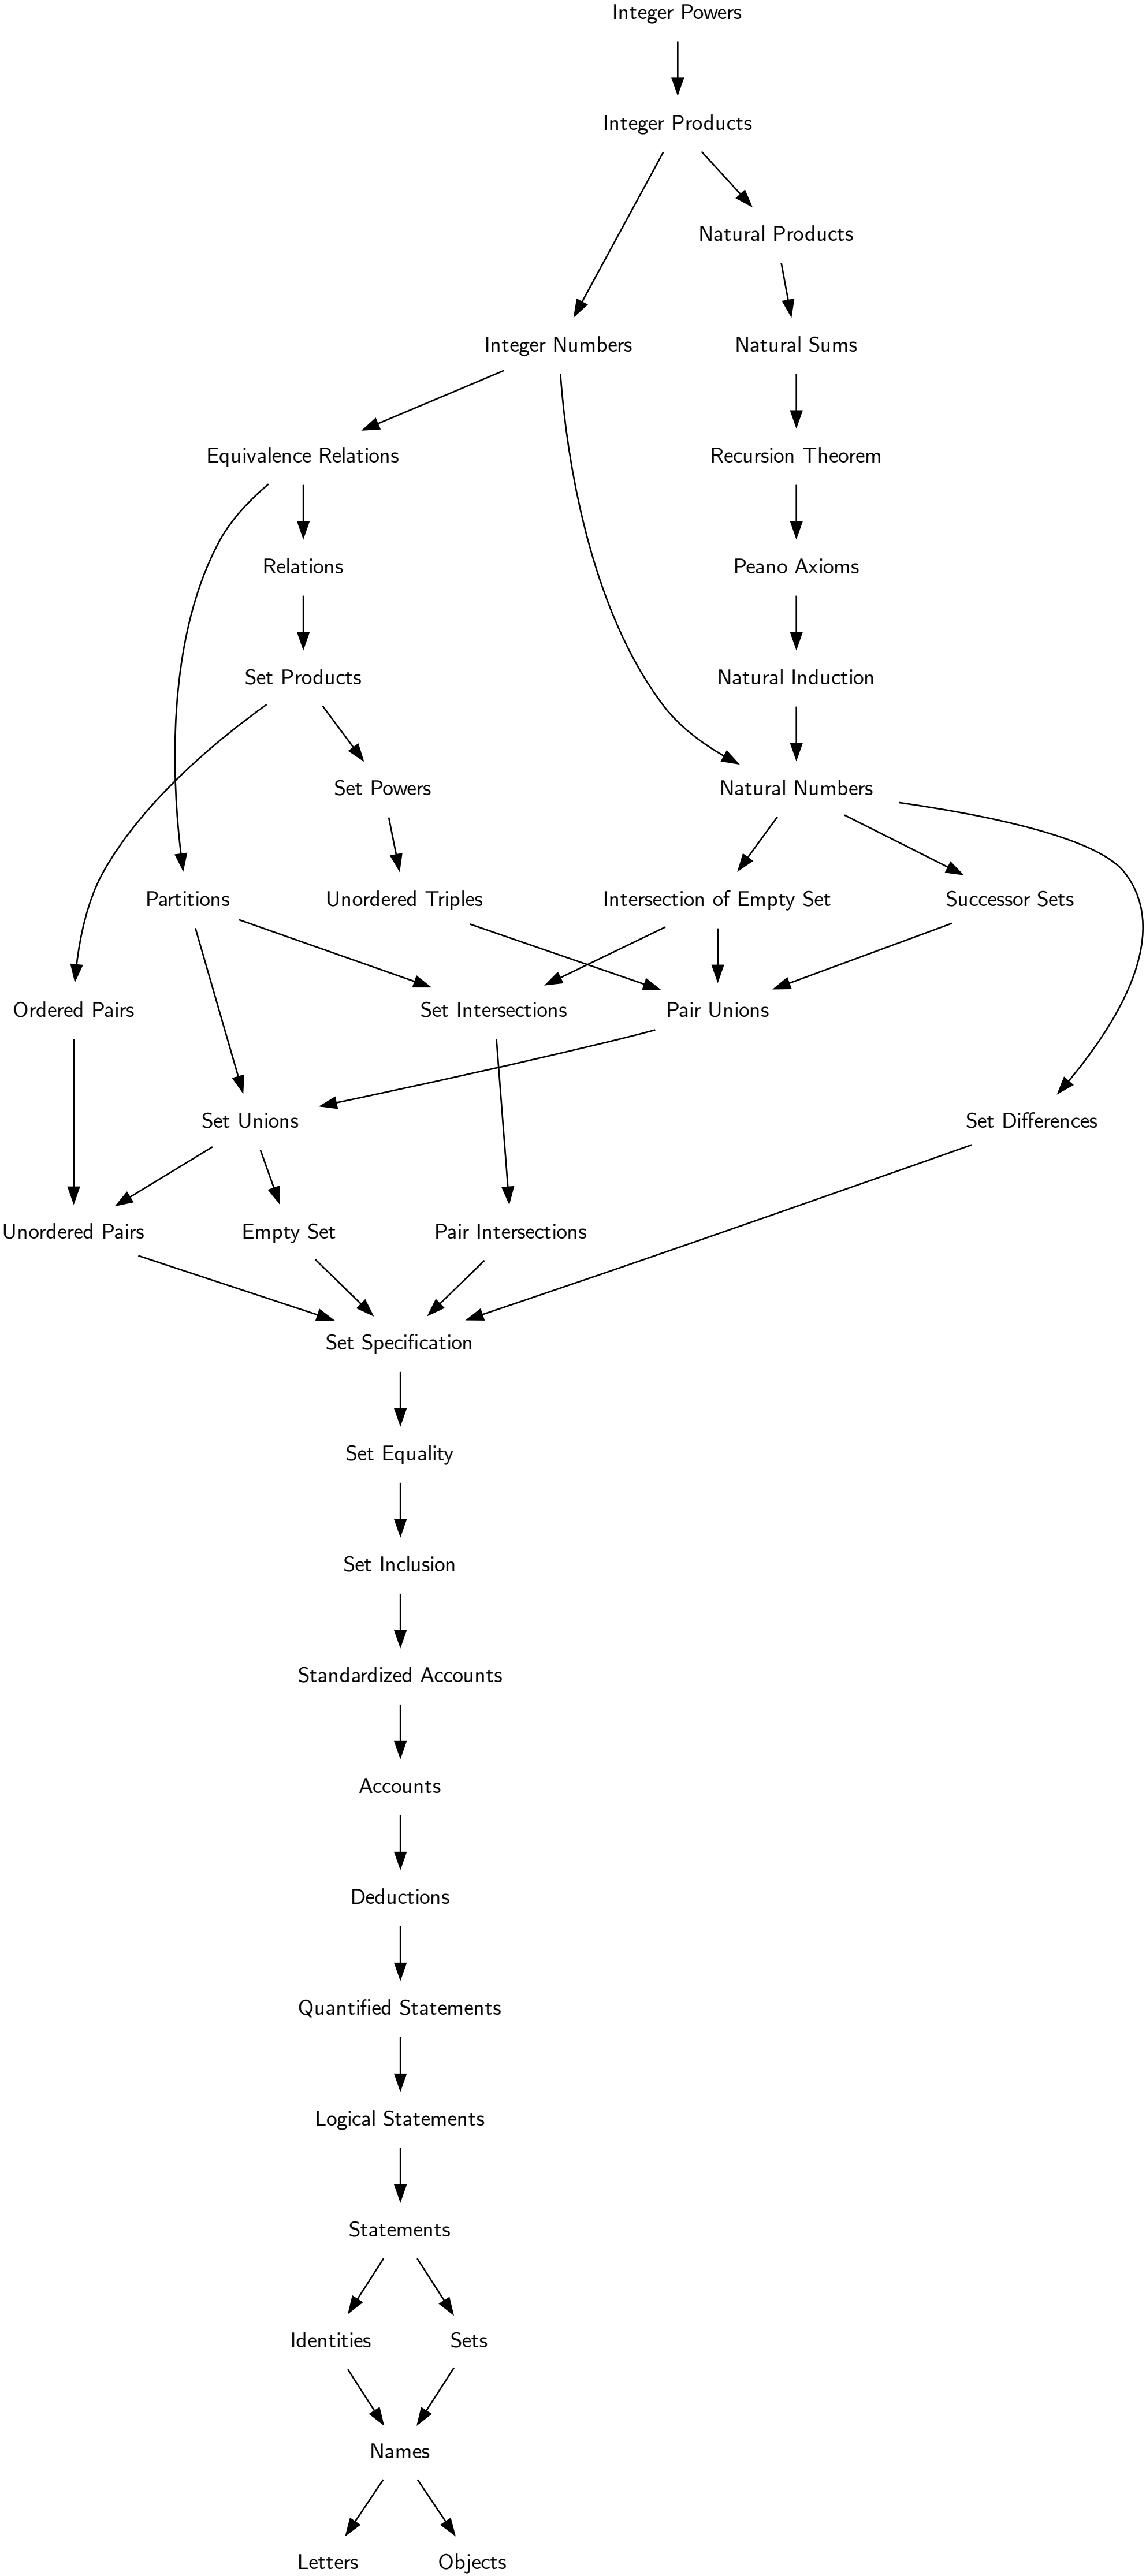 Integer Powers
Integer Products
Natural Products
Integer Numbers
Natural Sums
Equivalence Relations
Recursion Theorem
Relations
Peano Axioms
Set Products
Natural Induction
Set Powers
Natural Numbers
Partitions
Unordered Triples
Intersection of Empty Set
Successor Sets
Ordered Pairs
Set Intersections
Pair Unions
Set Unions
Set Differences
Unordered Pairs
Empty Set
Pair Intersections
Set Specification
Set Equality
Set Inclusion
Standardized Accounts
Accounts
Deductions
Quantified Statements
Logical Statements
Statements
Identities
Sets
Names
Letters
Objects